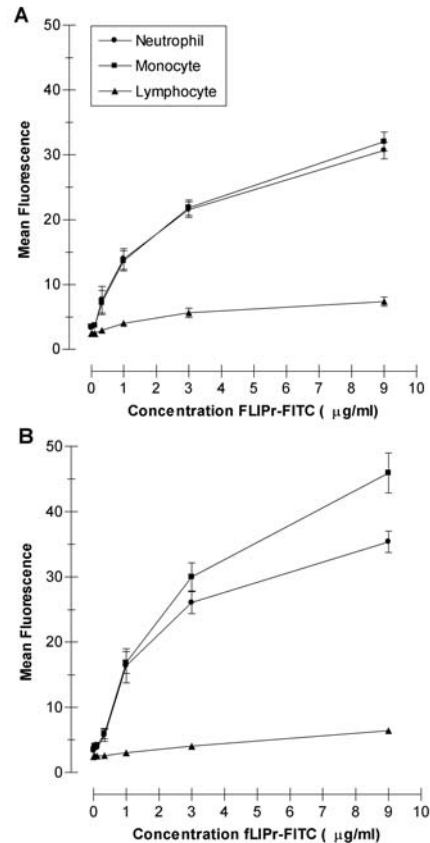 A
50
40
30
20
10
0
Mean Fluorescence
Neutrophil
Monocyte
Lymphocyte
0 1 2 3 4 5 6 7 8 9 10
Concentration FLIPr-FITC ( μg/ml)
B
50
40
30
20
10
0
Mean Fluorescence
0 1 2 3 4 5 6 7 8 9 10
Concentration fLIPr-FITC ( μg/ml)